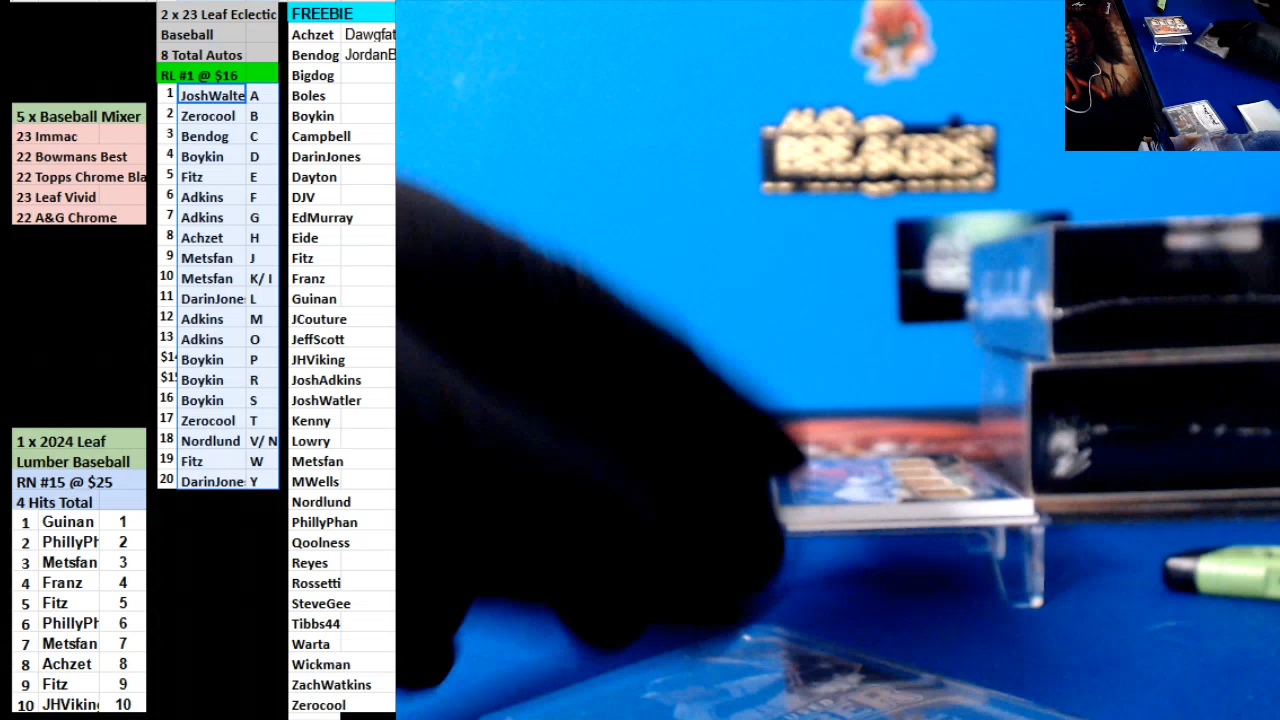 5 x Baseball Mixer
23 Immac
22 Bowmans Best
22 Topps Chrome Bla
23 Leaf Vivid
22 A&G Chrome
1 x 2024 Leaf
Lumber Baseball
RN #15 @ $25
4 Hits Total
1 Guinan 1
2 PhillyPh 2
3 Metsfan 3
4 Franz 4
5 Fitz 5
6 PhillyPh 6
7 Metsfan 7
8 Achzet 8
9 Fitz 9
10 JHViking 10
2 x 23 Leaf Eclectic
Baseball
8 Total Autos
RL #1 @ $16
1 JoshWalte A
2 Zerocool B
3 Bendog C
4 Boykin D
5 Fitz E
6 Adkins F
7 Adkins G
8 Achzet H
9 Metsfan J
10 Metsfan K/ I
11 DarinJone L
12 Adkins M
13 Adkins O
$14 Boykin P
$15 Boykin R
16 Boykin S
17 Zerocool T
18 Nordlund V/ N
19 Fitz W
20 DarinJone Y
FREEBIE
Achzet Dawgfat
Bendog JordanB
Bigdog
Boles
Boykin
Campbell
DarinJones
Dayton
DJV
EdMurray
Eide
Fitz
Franz
Guinan
JCouture
JeffScott
JHViking
JoshAdkins
JoshWatler
Kenny
Lowry
Metsfan
MWells
Nordlund
PhillyPhan
Qoolness
Reyes
Rossetti
SteveGee
Tibbs44
Warta
Wickman
ZachWatkins
Zerocool
BREAKERS